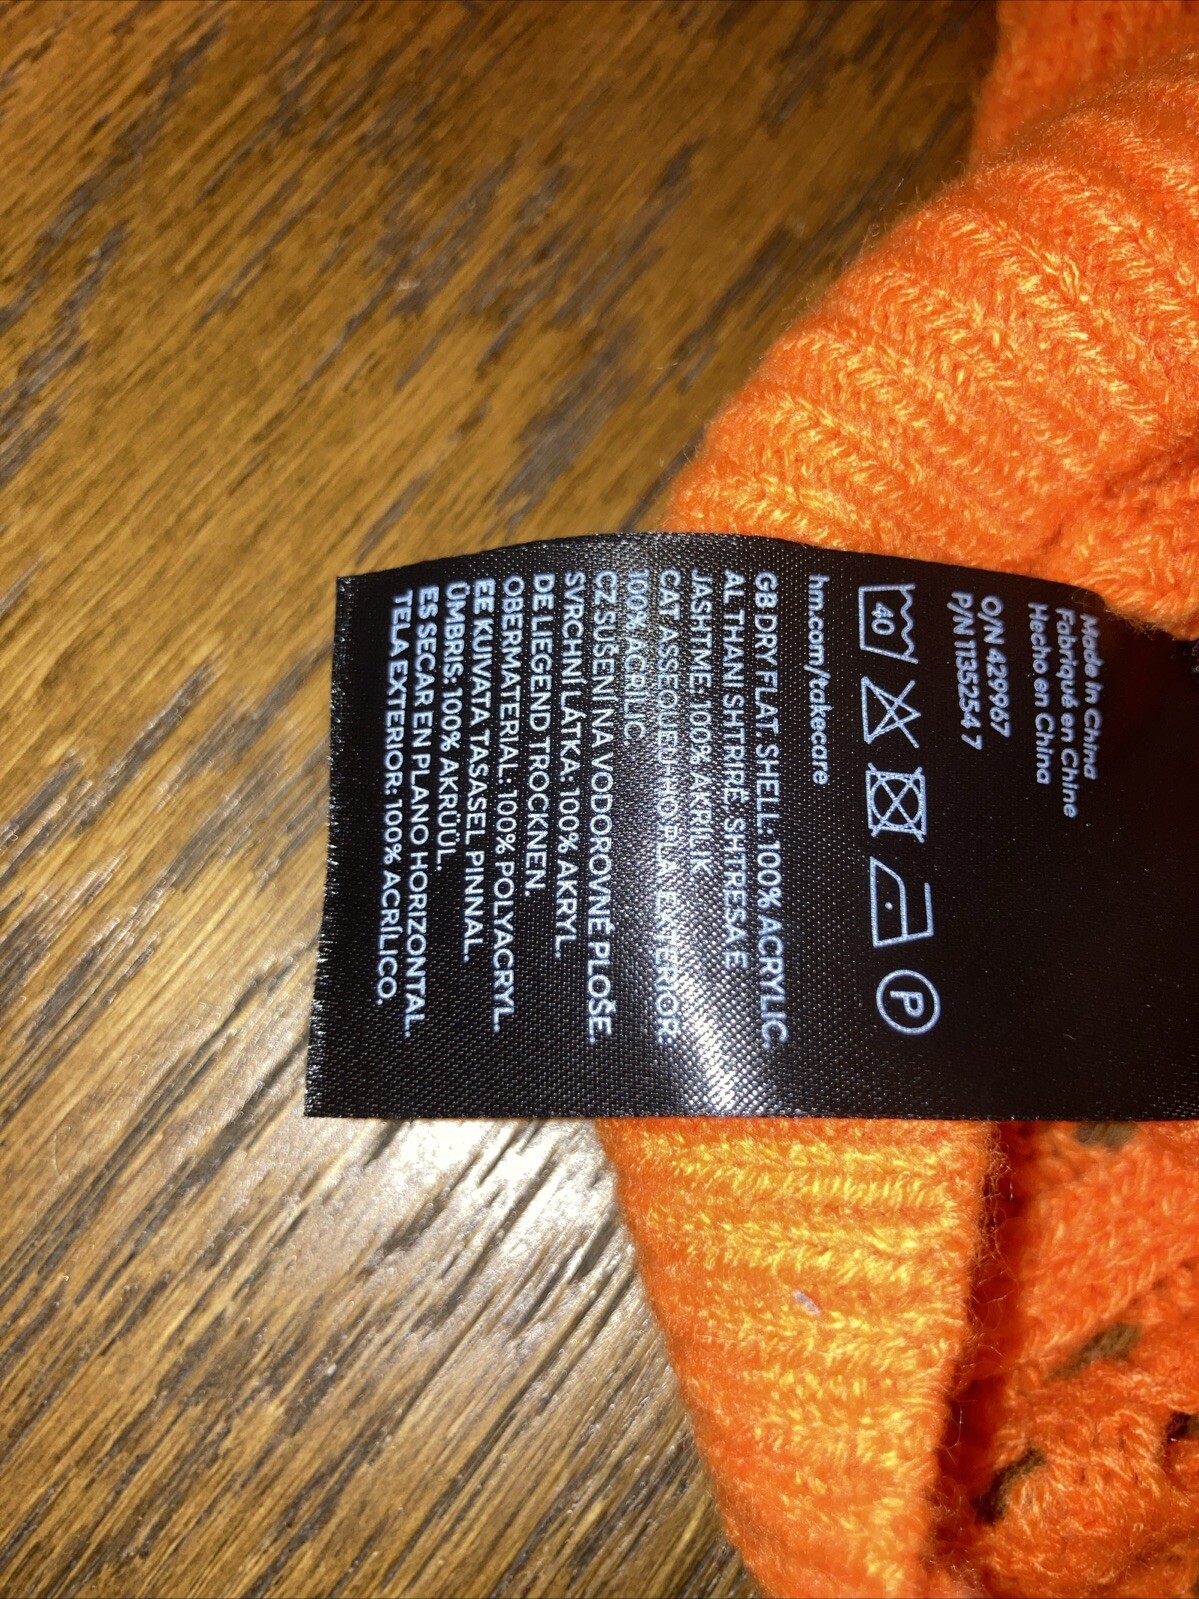 Made in China
Fabriqué en Chine
Hecho en China
O/N 429967
P/N 1135254 7
40
P
hm.com/takecare
GB DRY FLAT. SHELL: 100% ACRYLIC.
AL THANI SHTRIRË. SHTRESA E
JASHTME: 100% AKRILIK
CAT ASSEQUEU-HO PLA EXTERIOR:
100% ACRÍLIC
CZ SUŠENÍ NA VODOROVNÉ PLOŠE.
SVRCHNÍ LÁTKA: 100% AKRYL.
DE LIEGEND TROCKNEN.
OBERMATERIAL: 100% POLYACRYL.
EE KUIVATA TASASEL PINNAL.
ÜMBRIS: 100% AKRÜÜL.
ES SECAR EN PLANO HORIZONTAL.
TELA EXTERIOR: 100% ACRÍLICO.